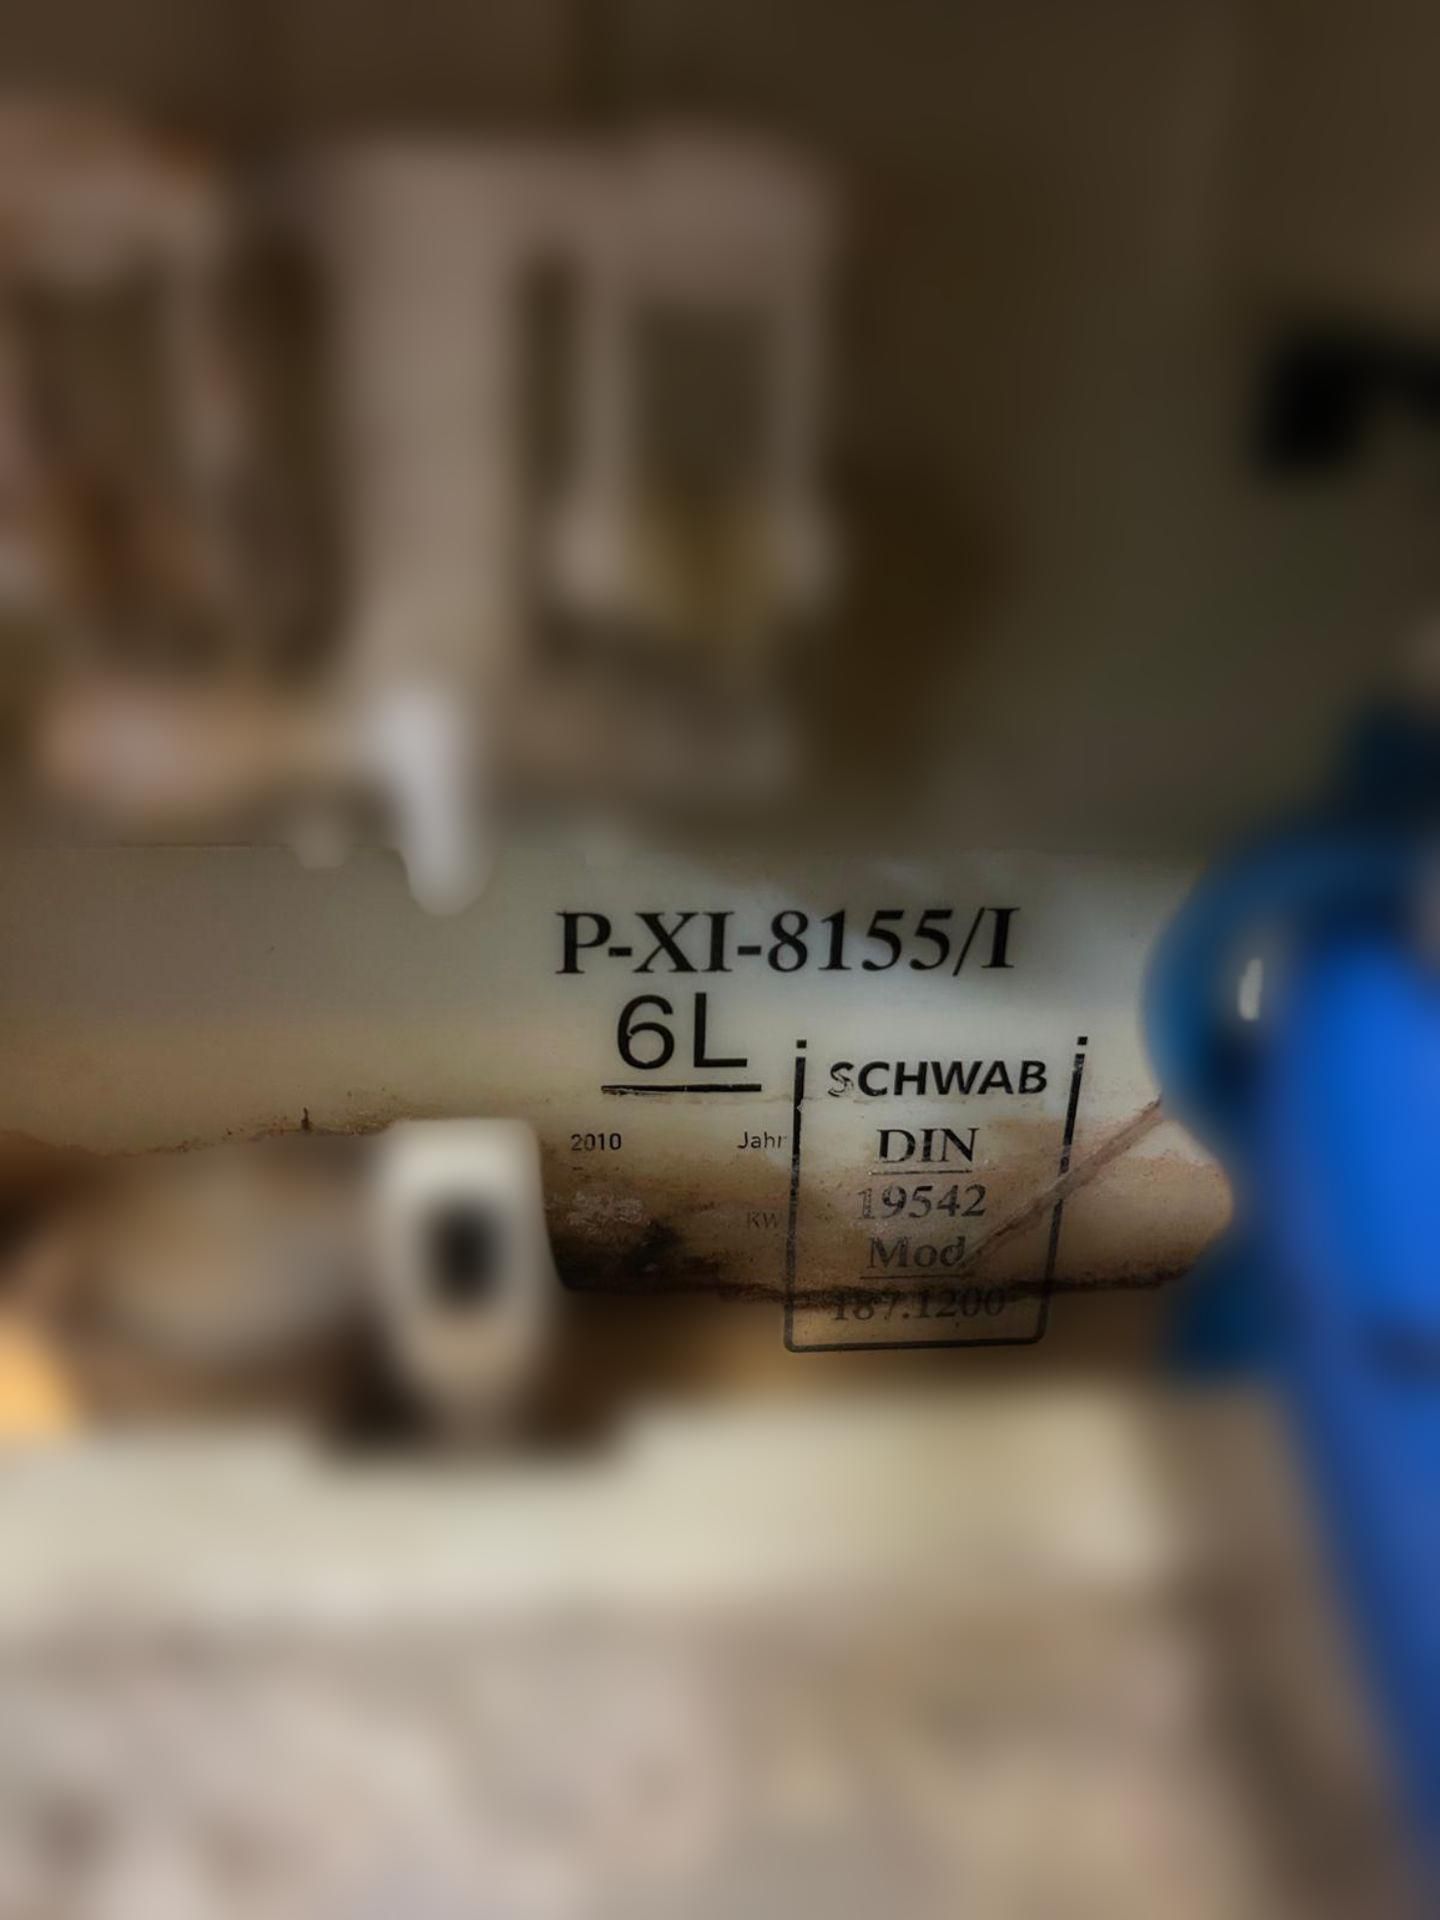 P-XI-8155/I
6L
SCHWAB
2010 Jahr
DIN
19542
KW
Mod.
187.1200